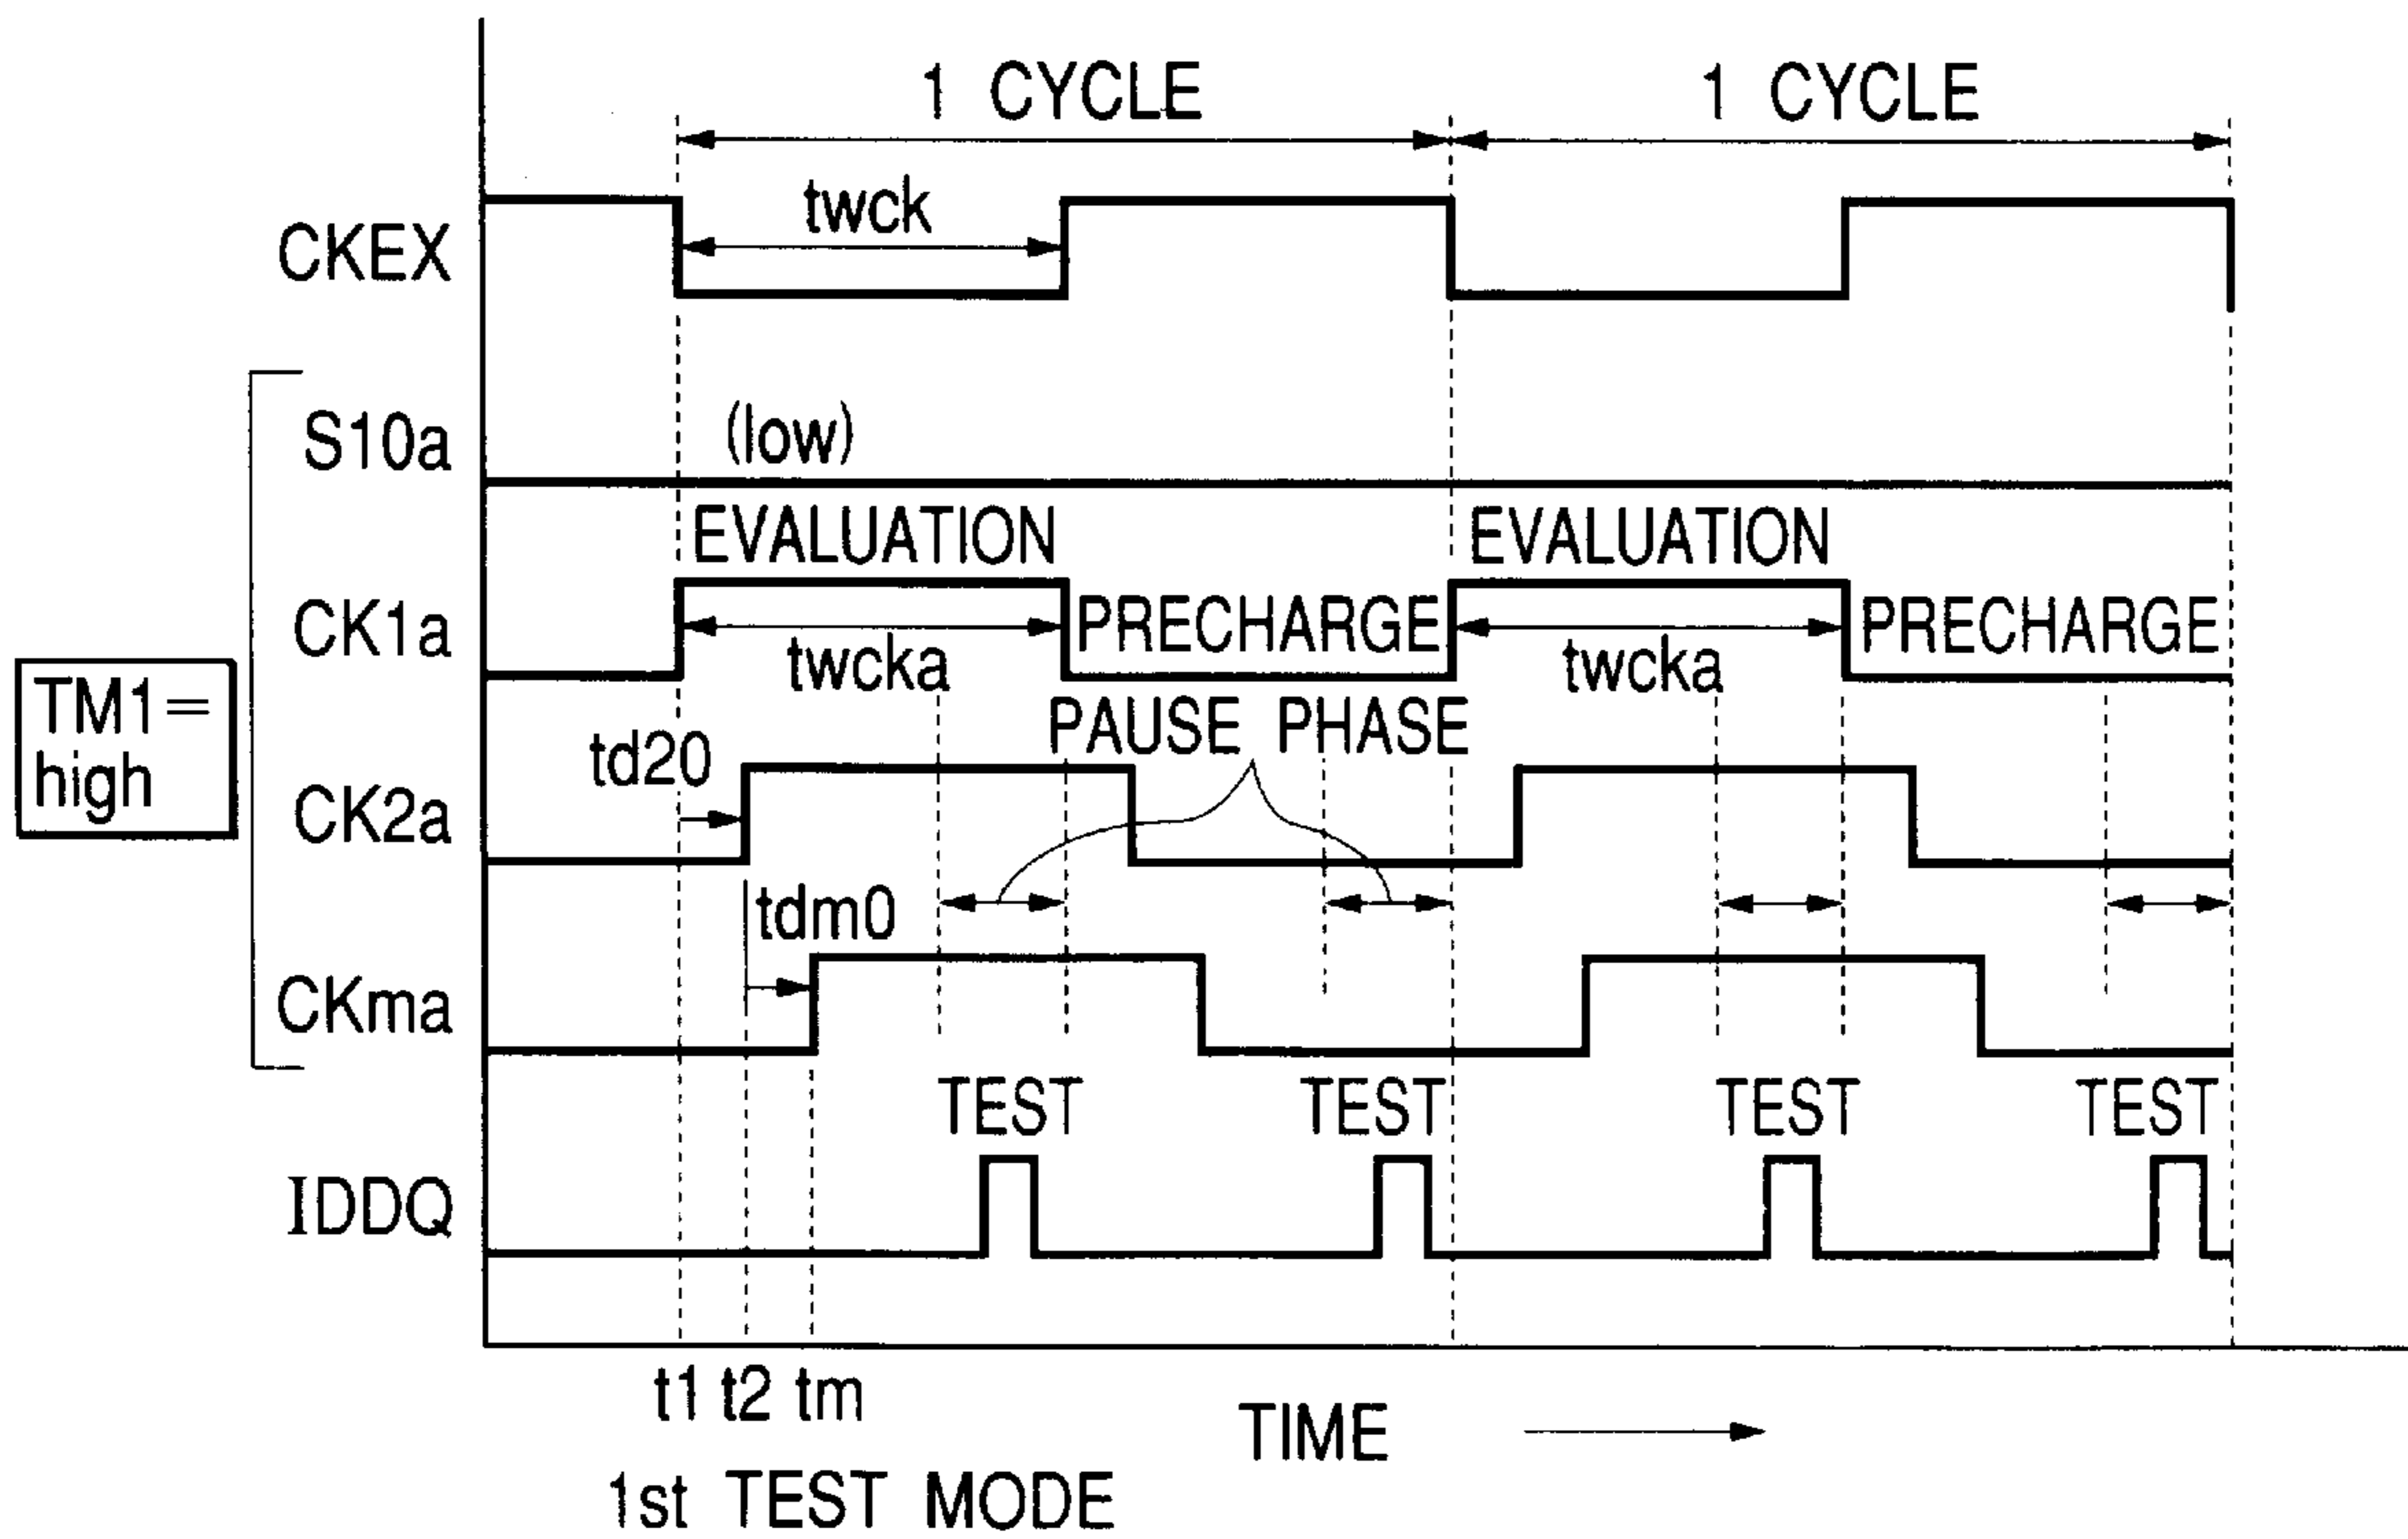 1 CYCLE 1 CYCLE
twck
CKEX
(low)
S10a
EVALUATION EVALUATION
CK1a PRECHARGE PRECHARGE
twcka twcka
TM1=
high
PAUSE PHASE
td20
CK2a
tdm0
CKma
TEST TEST TEST TEST
IDDQ
t1 t2 tm
TIME
1st TEST MODE